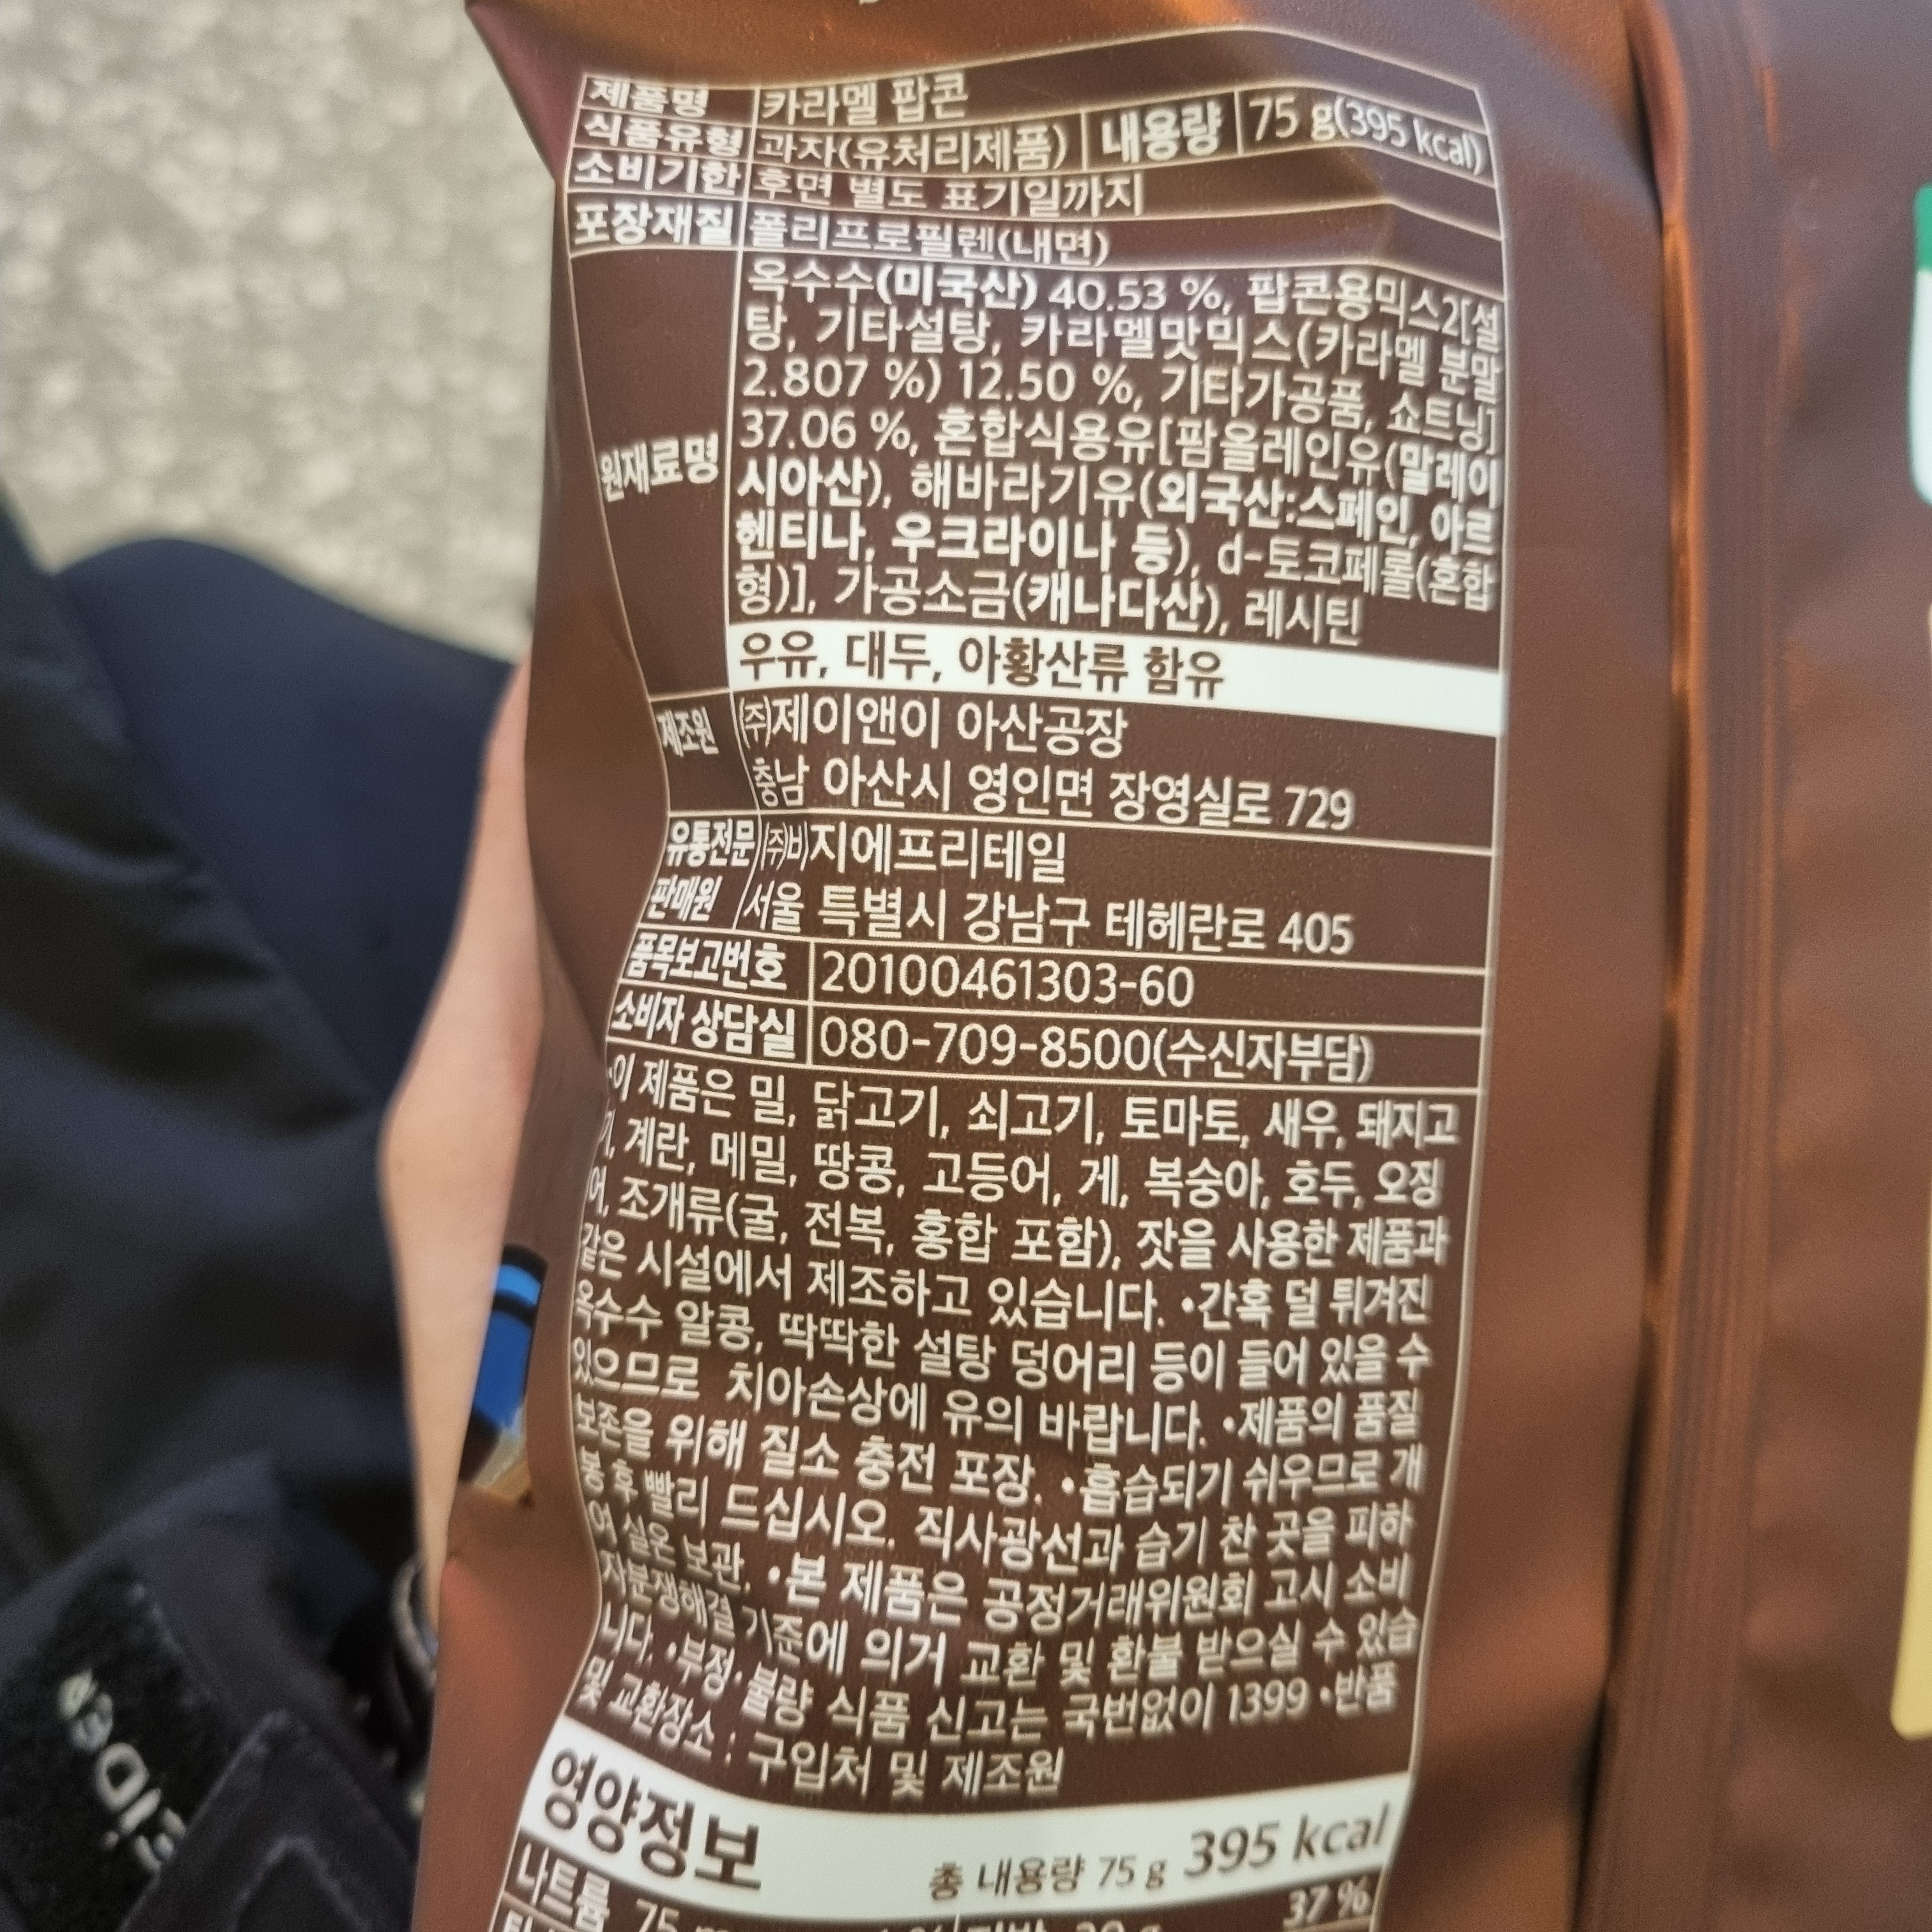 제품명 카라멜 팝콘
식품유형 과자(유처리제품) 내용량 75 g(395 kcal)
소비기한 후면 별도 표기일까지
포장재질 폴리프로필렌(내면)
원재료명
옥수수(미국산) 40.53 %, 팝콘용믹스2[설
탕, 기타설탕, 카라멜맛믹스(카라멜 분말
2.807 %) 12.50 %, 기타가공품, 쇼트닝]
37.06 %, 혼합식용유[팜올레인유(말레이
시아산), 해바라기유(외국산:스페인, 아르
헨티나, 우크라이나 등), d-토코페롤(혼합
형)], 가공소금(캐나다산), 레시틴
우유, 대두, 아황산류 함유
제조원 (주)제이앤이 아산공장
충남 아산시 영인면 장영실로 729
유통전문 (주)비지에프리테일
판매원 서울 특별시 강남구 테헤란로 405
품목보고번호 20100461303-60
소비자 상담실 080-709-8500(수신자부담)
•이 제품은 밀, 닭고기, 쇠고기, 토마토, 새우, 돼지고
기, 계란, 메밀, 땅콩, 고등어, 게, 복숭아, 호두, 오징
어, 조개류(굴, 전복, 홍합 포함), 잣을 사용한 제품과
같은 시설에서 제조하고 있습니다. •간혹 덜 튀겨진
옥수수 알콩, 딱딱한 설탕 덩어리 등이 들어 있을 수
있으므로 치아손상에 유의 바랍니다. •제품의 품질
보존을 위해 질소 충전 포장. •흡습되기 쉬우므로 개
봉 후 빨리 드십시오. 직사광선과 습기 찬 곳을 피하
여 실온 보관. •본 제품은 공정거래위원회 고시 소비
자분쟁해결 기준에 의거 교환 및 환불 받으실 수 있습
니다. •부정·불량 식품 신고는 국번없이 1399 •반품
및 교환장소 : 구입처 및 제조원
영양정보 총 내용량 75 g 395 kcal
나트륨 75 37 %